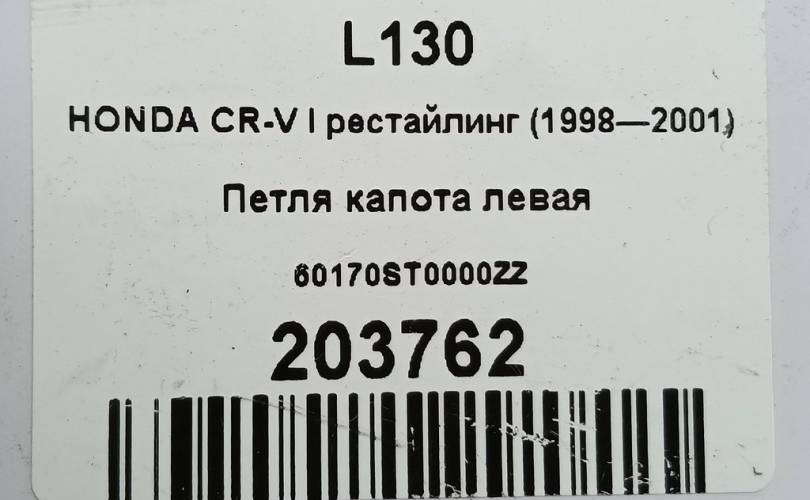 L130
HONDA CR-V I рестайлинг (1998—2001)
Петля капота левая
60170ST0000ZZ
203762